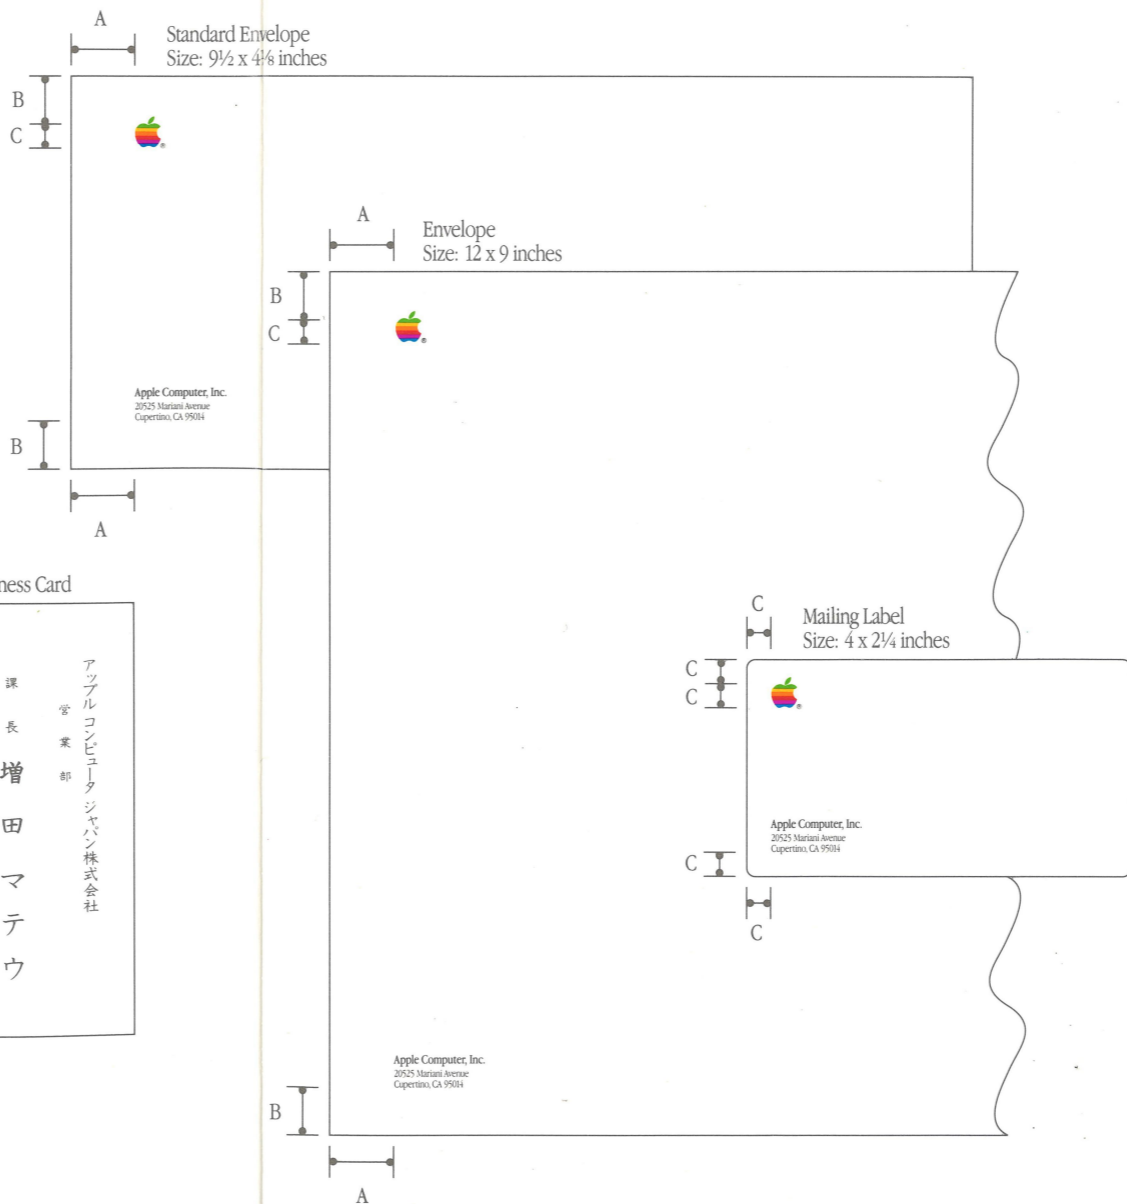 A
Standard Envelope
Size: 9½ x 4⅛ inches
B
C
®
Apple Computer, Inc.
20525 Mariani Avenue
Cupertino, CA 95014
B
A
A
Envelope
Size: 12 x 9 inches
B
C
®
Apple Computer, Inc.
20525 Mariani Avenue
Cupertino, CA 95014
B
A
C
Mailing Label
Size: 4 x 2¼ inches
C
C
®
Apple Computer, Inc.
20525 Mariani Avenue
Cupertino, CA 95014
C
C
ness Card
アップル コンピュータ ジャパン株式会社
営業部
課長 増田マテウ